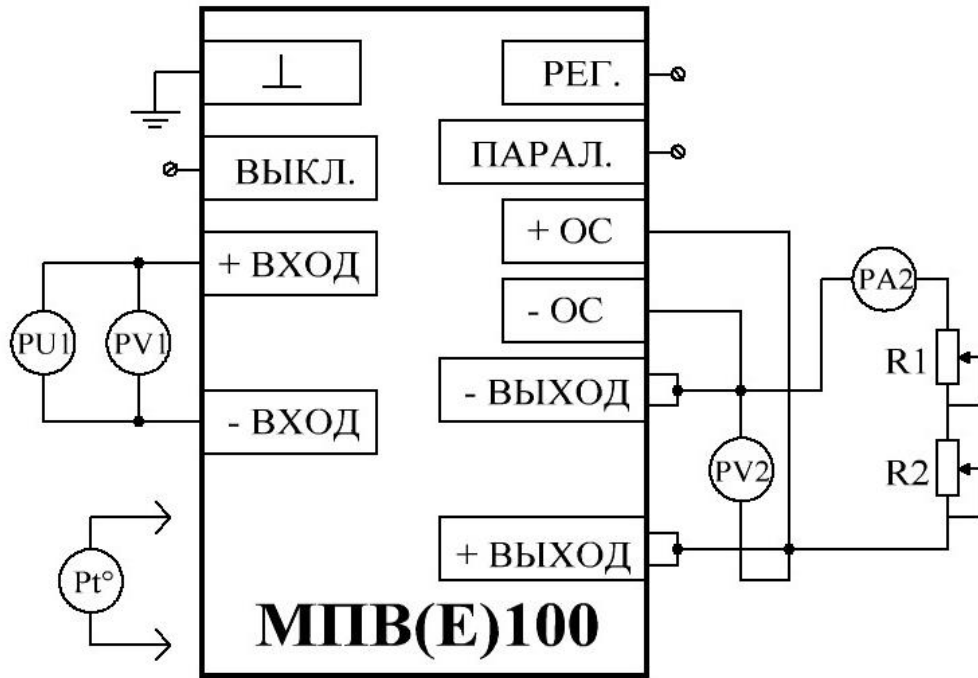 РЕГ.
ВЫКЛ.
ПАРАЛ.
+ ВХОД
+ ОС
- ОС
PA2
PU1
PV1
R1
- ВЫХОД
- ВХОД
PV2
R2
+ ВЫХОД
Pt°
МПВ(Е)100